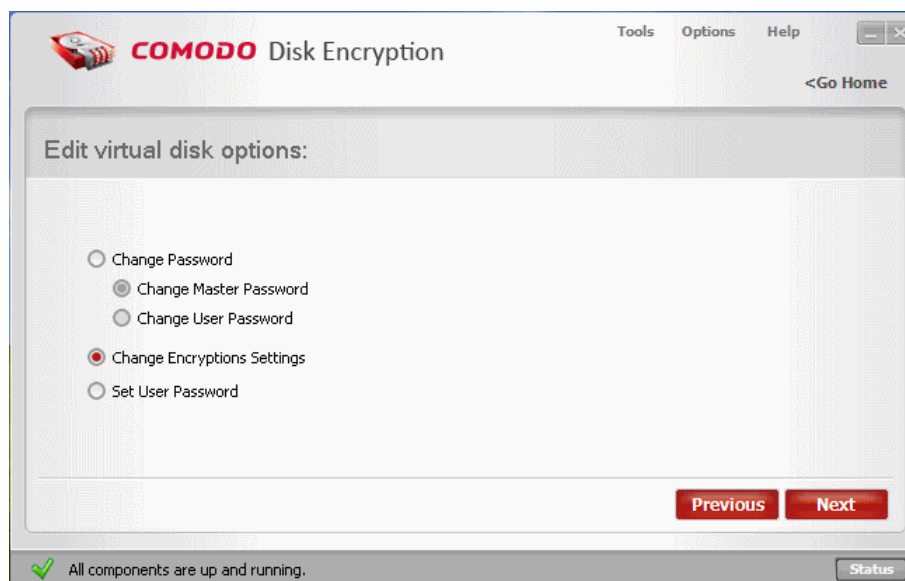 COMODO Disk Encryption
Tools Options Help
<Go Home
Edit virtual disk options:
Change Password
Change Master Password
Change User Password
Change Encryptions Settings
Set User Password
Previous Next
All components are up and running.
Status